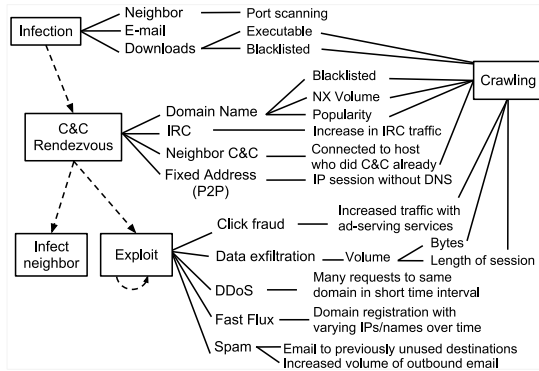 Infection
Neighbor
Port scanning
E-mail
Executable
Downloads
Blacklisted
Crawling
C&C
Rendezvous
Domain Name
Blacklisted
NX Volume
Popularity
IRC
Increase in IRC traffic
Neighbor C&C
Connected to host
who did C&C already
Fixed Address
(P2P)
IP session without DNS
Infect
neighbor
Exploit
Click fraud
Increased traffic with
ad-serving services
Data exfiltration
Volume
Bytes
Length of session
DDoS
Many requests to same
domain in short time interval
Fast Flux
Domain registration with
varying IPs/names over time
Spam
Email to previously unused destinations
Increased volume of outbound email